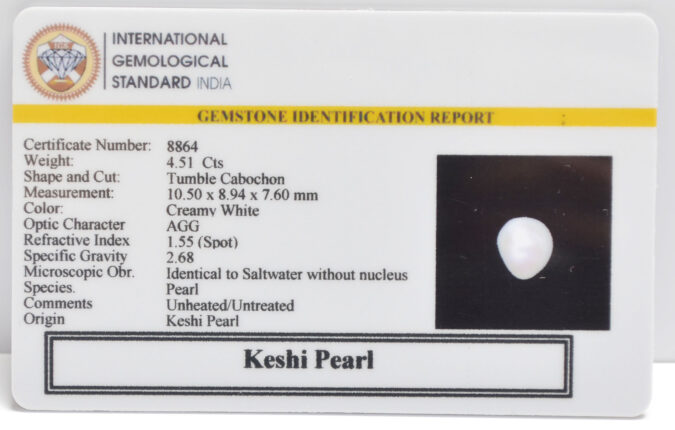 INTERNATIONAL
GEMOLOGICAL
STANDARD INDIA
GEMSTONE IDENTIFICATION REPORT :
Certificate Number: 8864
Weight: 4.51 Cts
Shape and Cut: Tumble Cabochon
Measurement: 10.50 x 8.94 x 7.60 mm
Color: Creamy White
Optic Character AGG
Refractive Index 1.55 (Spot)
Specific Gravity 2.68
Microscopic Obr. Identical to Saltwater without nucleus
Species. Pearl
Comments Unheated/Untreated
Origin Keshi Pearl
Keshi Pearl